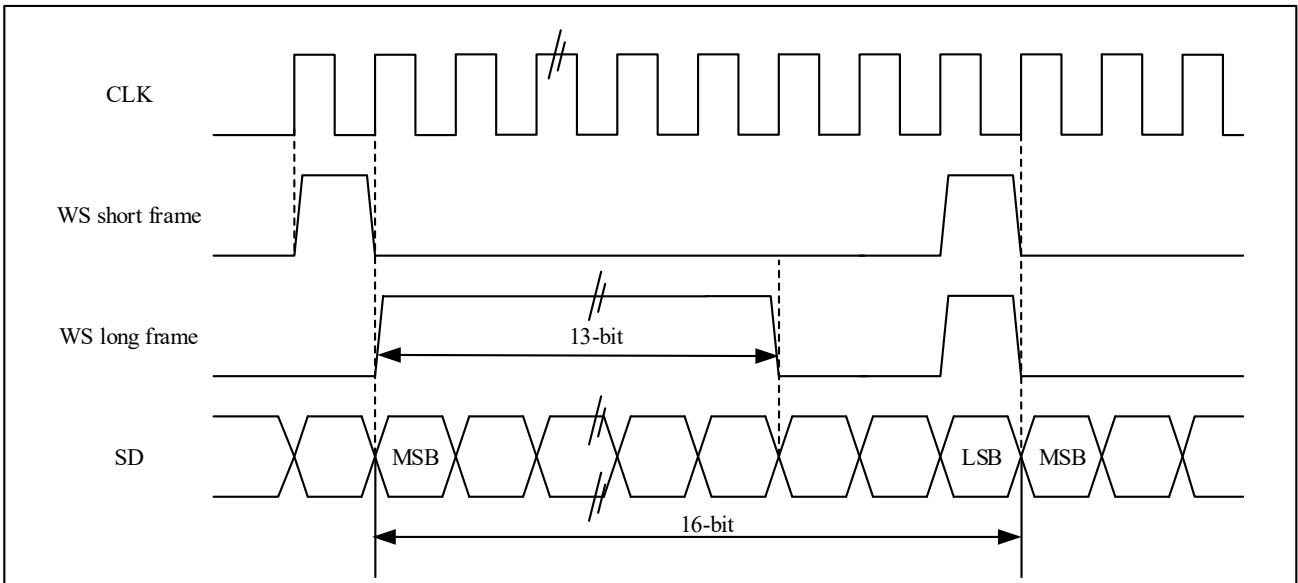 CLK
WS short frame
WS long frame
13-bit
SD
MSB
LSB
MSB
16-bit